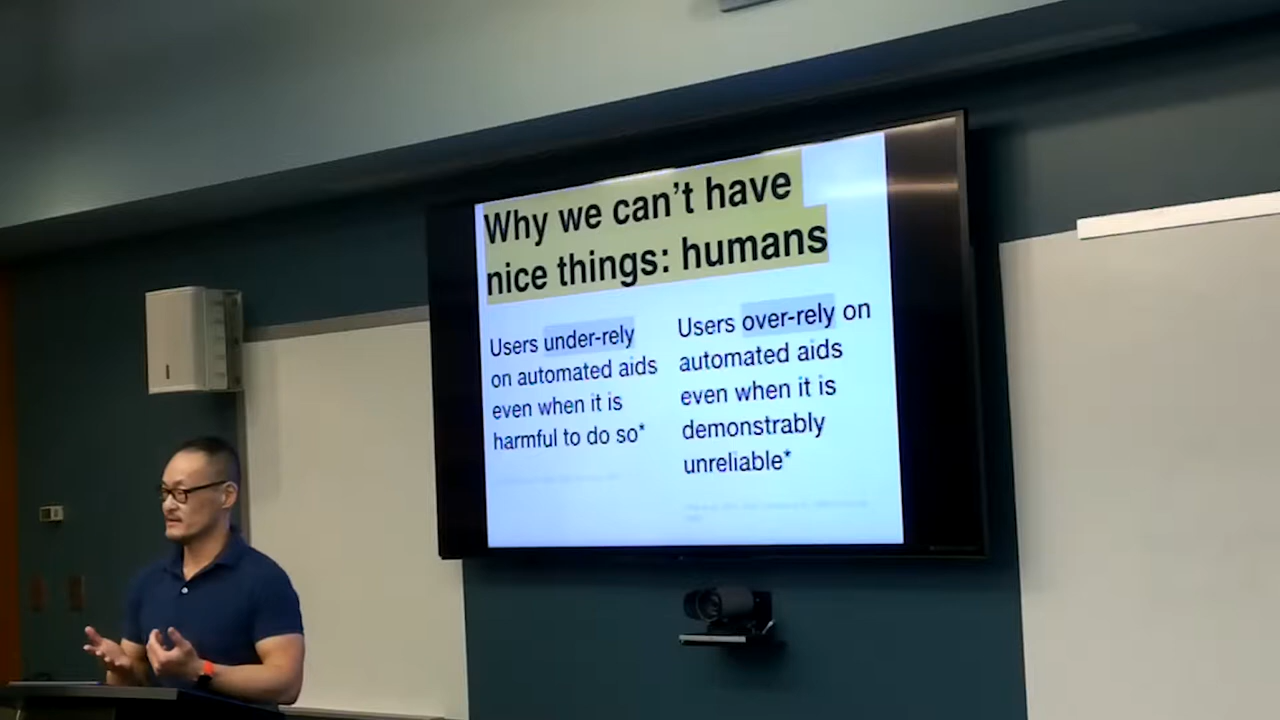 Why we can't have
nice things: humans
Users under-rely
on automated aids
even when it is
harmful to do so*
Users over-rely on
automated aids
even when it is
demonstrably
unreliable*